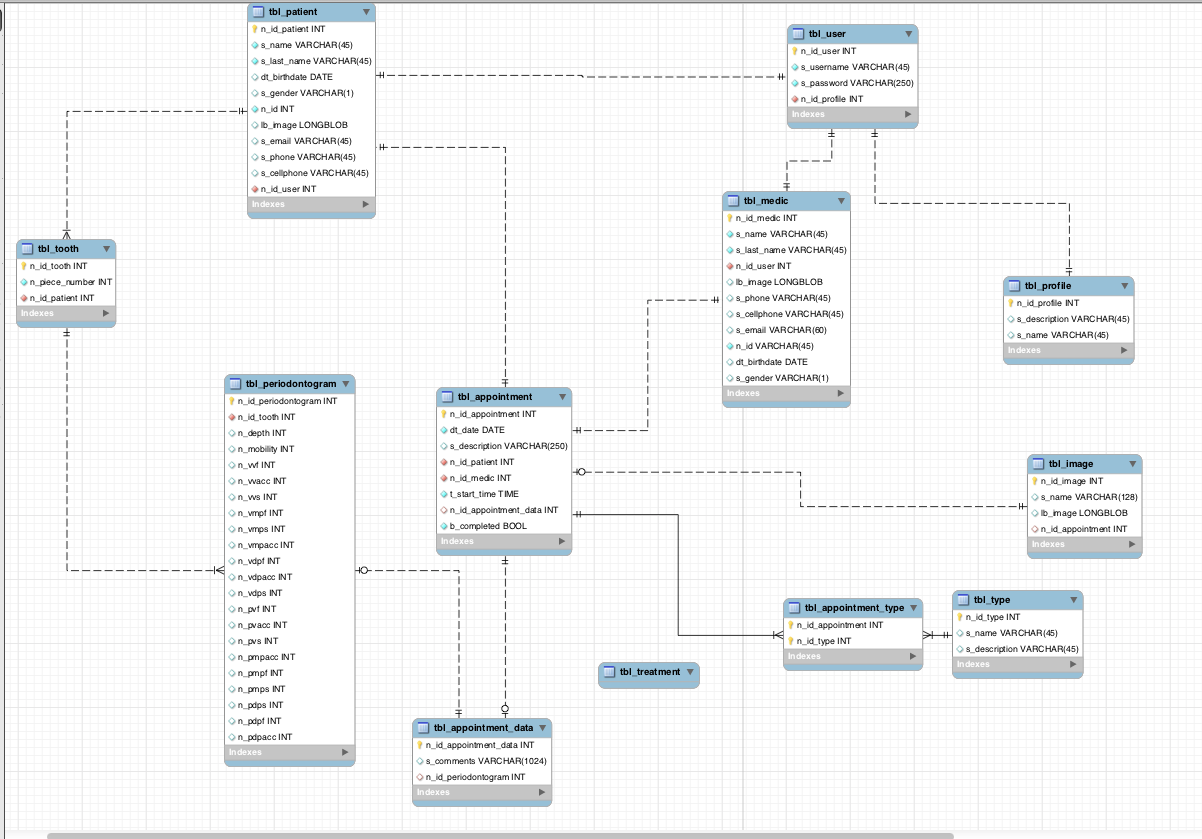 tbl_patient
n_id_patient INT
s_name VARCHAR(45)
s_last_name VARCHAR(45)
dt_birthdate DATE
s_gender VARCHAR(1)
n_id INT
lb_image LONGBLOB
s_email VARCHAR(45)
s_phone VARCHAR(45)
s_cellphone VARCHAR(45)
n_id_user INT
Indexes
tbl_user
n_id_user INT
s_username VARCHAR(45)
s_password VARCHAR(250)
n_id_profile INT
Indexes
tbl_medic
n_id_medic INT
s_name VARCHAR(45)
s_last_name VARCHAR(45)
n_id_user INT
lb_image LONGBLOB
s_phone VARCHAR(45)
s_cellphone VARCHAR(45)
s_email VARCHAR(60)
n_id VARCHAR(45)
dt_birthdate DATE
s_gender VARCHAR(1)
Indexes
tbl_tooth
n_id_tooth INT
n_piece_number INT
n_id_patient INT
Indexes
tbl_profile
n_id_profile INT
s_description VARCHAR(45)
s_name VARCHAR(45)
Indexes
tbl_periodontogram
n_id_periodontogram INT
n_id_tooth INT
n_depth INT
n_mobility INT
n_vvf INT
n_vvacc INT
n_vvs INT
n_vmpf INT
n_vmps INT
n_vmpacc INT
n_vdpf INT
n_vdpacc INT
n_vdps INT
n_pvf INT
n_pvacc INT
n_pvs INT
n_pmpacc INT
n_pmpf INT
n_pmps INT
n_pdps INT
n_pdpf INT
n_pdpacc INT
Indexes
tbl_appointment
n_id_appointment INT
dt_date DATE
s_description VARCHAR(250)
n_id_patient INT
n_id_medic INT
t_start_time TIME
n_id_appointment_data INT
b_completed BOOL
Indexes
tbl_image
n_id_image INT
s_name VARCHAR(128)
lb_image LONGBLOB
n_id_appointment INT
Indexes
tbl_appointment_type
n_id_appointment INT
n_id_type INT
Indexes
tbl_type
n_id_type INT
s_name VARCHAR(45)
s_description VARCHAR(45)
Indexes
tbl_treatment
tbl_appointment_data
n_id_appointment_data INT
s_comments VARCHAR(1024)
n_id_periodontogram INT
Indexes